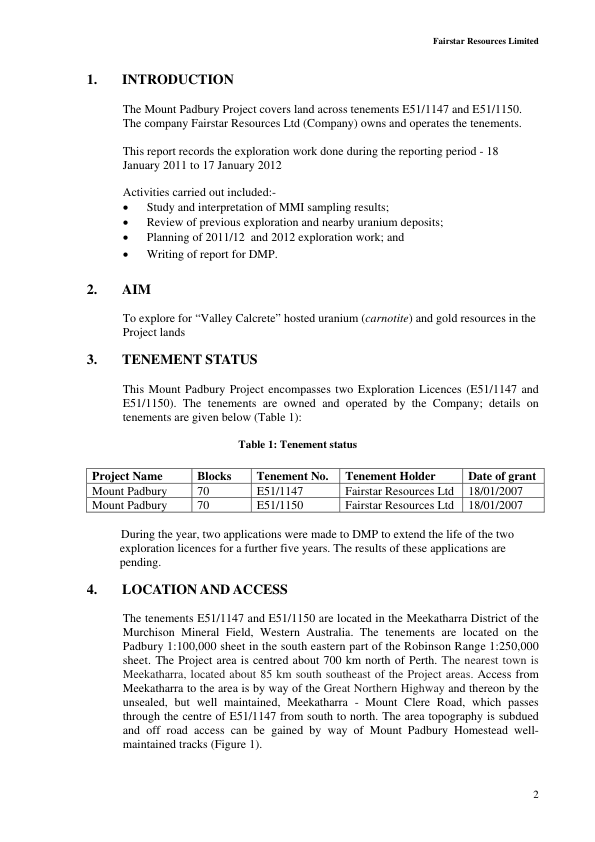 Fairstar Resources Limited
1. INTRODUCTION
The Mount Padbury Project covers land across tenements E51/1147 and E51/1150.
The company Fairstar Resources Ltd (Company) owns and operates the tenements.
This report records the exploration work done during the reporting period - 18
January 2011 to 17 January 2012
Activities carried out included:-
• Study and interpretation of MMI sampling results;
• Review of previous exploration and nearby uranium deposits;
• Planning of 2011/12 and 2012 exploration work; and
• Writing of report for DMP.
2. AIM
To explore for “Valley Calcrete” hosted uranium (carnotite) and gold resources in the
Project lands
3. TENEMENT STATUS
This Mount Padbury Project encompasses two Exploration Licences (E51/1147 and
E51/1150). The tenements are owned and operated by the Company; details on
tenements are given below (Table 1):
Table 1: Tenement status
Project Name Blocks Tenement No. Tenement Holder Date of grant
Mount Padbury 70 E51/1147 Fairstar Resources Ltd 18/01/2007
Mount Padbury 70 E51/1150 Fairstar Resources Ltd 18/01/2007
During the year, two applications were made to DMP to extend the life of the two
exploration licences for a further five years. The results of these applications are
pending.
4. LOCATION AND ACCESS
The tenements E51/1147 and E51/1150 are located in the Meekatharra District of the
Murchison Mineral Field, Western Australia. The tenements are located on the
Padbury 1:100,000 sheet in the south eastern part of the Robinson Range 1:250,000
sheet. The Project area is centred about 700 km north of Perth. The nearest town is
Meekatharra, located about 85 km south southeast of the Project areas. Access from
Meekatharra to the area is by way of the Great Northern Highway and thereon by the
unsealed, but well maintained, Meekatharra - Mount Clere Road, which passes
through the centre of E51/1147 from south to north. The area topography is subdued
and off road access can be gained by way of Mount Padbury Homestead well-
maintained tracks (Figure 1).
2